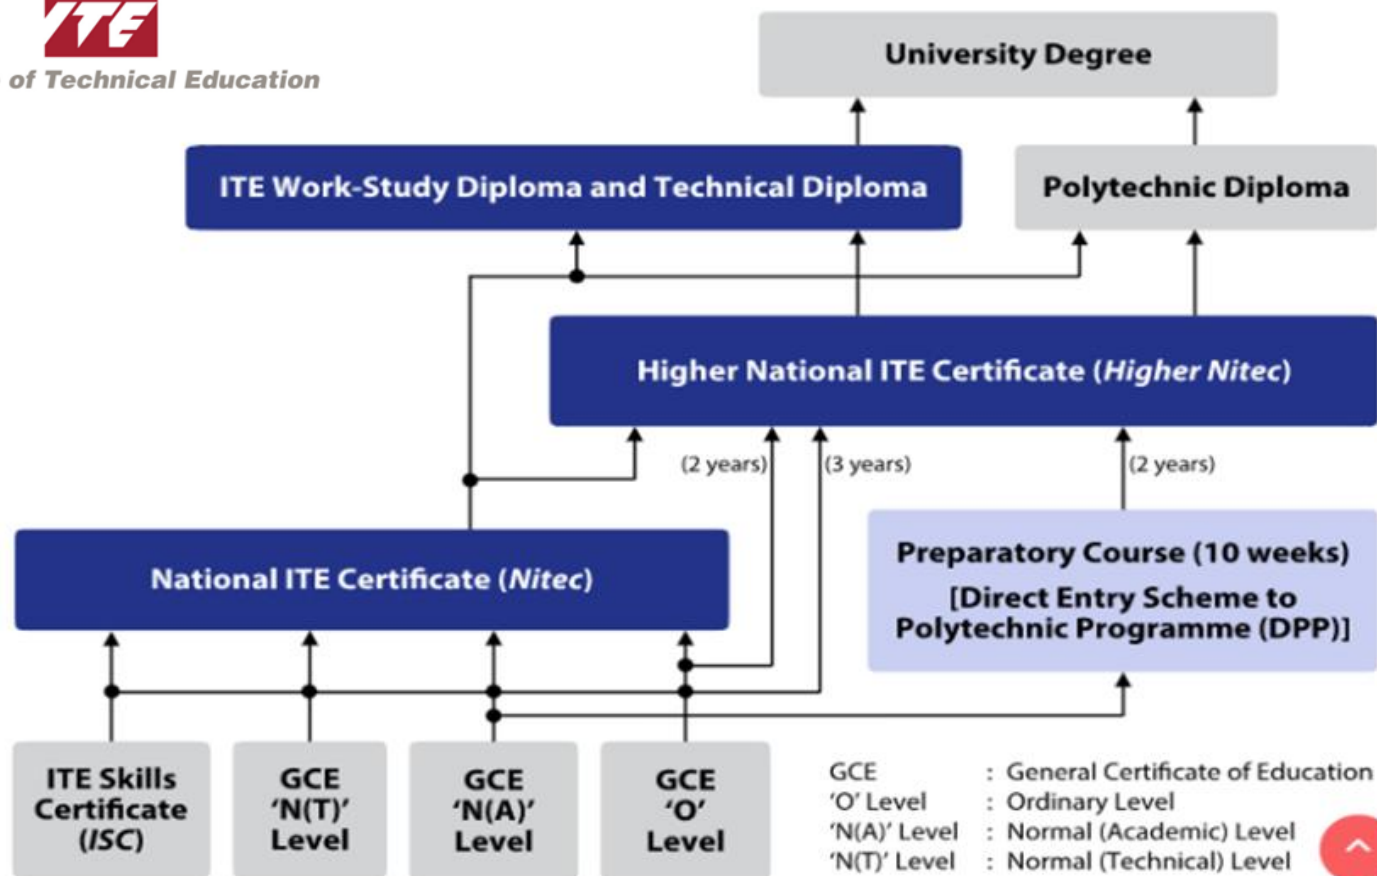 ITE
of Technical Education
University Degree
ITE Work-Study Diploma and Technical Diploma
Polytechnic Diploma
Higher National ITE Certificate (Higher Nitec)
(2 years)
(3 years)
(2 years)
National ITE Certificate (Nitec)
Preparatory Course (10 weeks)
[Direct Entry Scheme to
Polytechnic Programme (DPP)]
ITE Skills
Certificate
(ISC)
GCE
‘N(T)’
Level
GCE
‘N(A)’
Level
GCE
‘O’
Level
GCE : General Certificate of Education
‘O’ Level : Ordinary Level
‘N(A)’ Level : Normal (Academic) Level
‘N(T)’ Level : Normal (Technical) Level